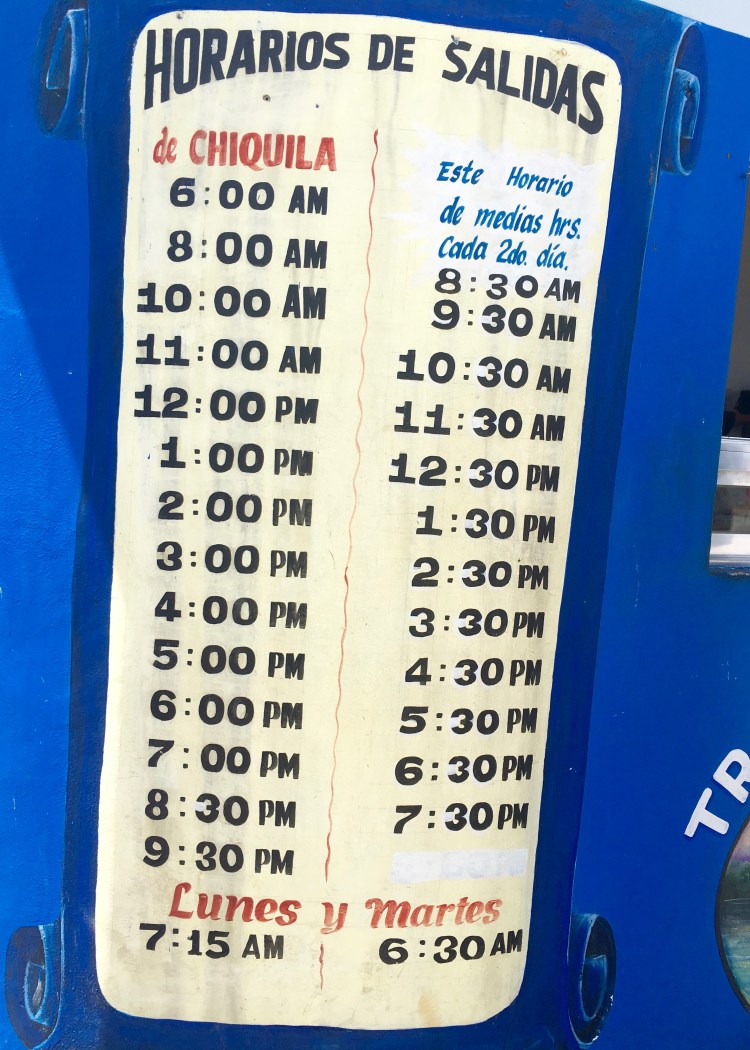 HORARIOS DE SALIDAS
de CHIQUILA
6:00 AM
8:00 AM
10:00 AM
11:00 AM
12:00 PM
1:00 PM
2:00 PM
3:00 PM
4:00 PM
5:00 PM
6:00 PM
7:00 PM
8:30 PM
9:30 PM
Este Horario
de medias hrs.
Cada 2do. día.
8:30 AM
9:30 AM
10:30 AM
11:30 AM
12:30 PM
1:30 PM
2:30 PM
3:30 PM
4:30 PM
5:30 PM
6:30 PM
7:30 PM
Lunes y Martes
7:15 AM 6:30 AM
TR